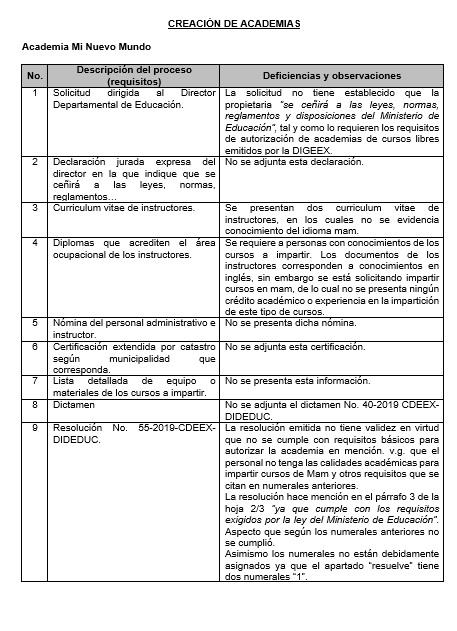 CREACIÓN DE ACADEMIAS
Academia Mi Nuevo Mundo
No.
Descripción del proceso
(requisitos)
Deficiencias y observaciones
1
Solicitud dirigida al Director
Departamental de Educación.
La solicitud no tiene establecido que la
propietaria "se ceñirá a las leyes, normas,
reglamentos y disposiciones del Ministerio de
Educación", tal y como lo requieren los requisitos
de autorización de academias de cursos libres
emitidos por la DIGEEX.
2
Declaración jurada expresa del
director en la que indique que se
ceñirá a las leyes, normas,
reglamentos…
No se adjunta esta declaración.
3
Curriculum vitae de instructores.
Se presentan dos curriculum vitae de
instructores, en los cuales no se evidencia
conocimiento del idioma mam.
4
Diplomas que acrediten el área
ocupacional de los instructores.
Se requiere a personas con conocimientos de los
cursos a impartir. Los documentos de los
instructores corresponden a conocimientos en
inglés, sin embargo se está solicitando impartir
cursos en mam, de lo cual no se presenta ningún
crédito académico o experiencia en la impartición
de este tipo de cursos.
5
Nómina del personal administrativo e
instructor.
No se presenta dicha nómina.
6
Certificación extendida por catastro
según municipalidad que
corresponda.
No se adjunta esta certificación.
7
Lista detallada de equipo o
materiales de los cursos a impartir.
No se presenta esta información.
8
Dictamen
No se adjunta el dictamen No. 40-2019 CDEEX-
DIDEDUC.
9
Resolución No. 55-2019-CDEEX-
DIDEDUC.
La resolución emitida no tiene validez en virtud
que no se cumple con requisitos básicos para
autorizar la academia en mención. v.g. que el
personal no tenga las calidades académicas para
impartir cursos de Mam y otros requisitos que se
citan en numerales anteriores.
La resolución hace mención en el párrafo 3 de la
hoja 2/3 "ya que cumple con los requisitos
exigidos por la ley del Ministerio de Educación".
Aspecto que según los numerales anteriores no
se cumplió.
Asimismo los numerales no están debidamente
asignados ya que el apartado "resuelve" tiene
dos numerales "1".